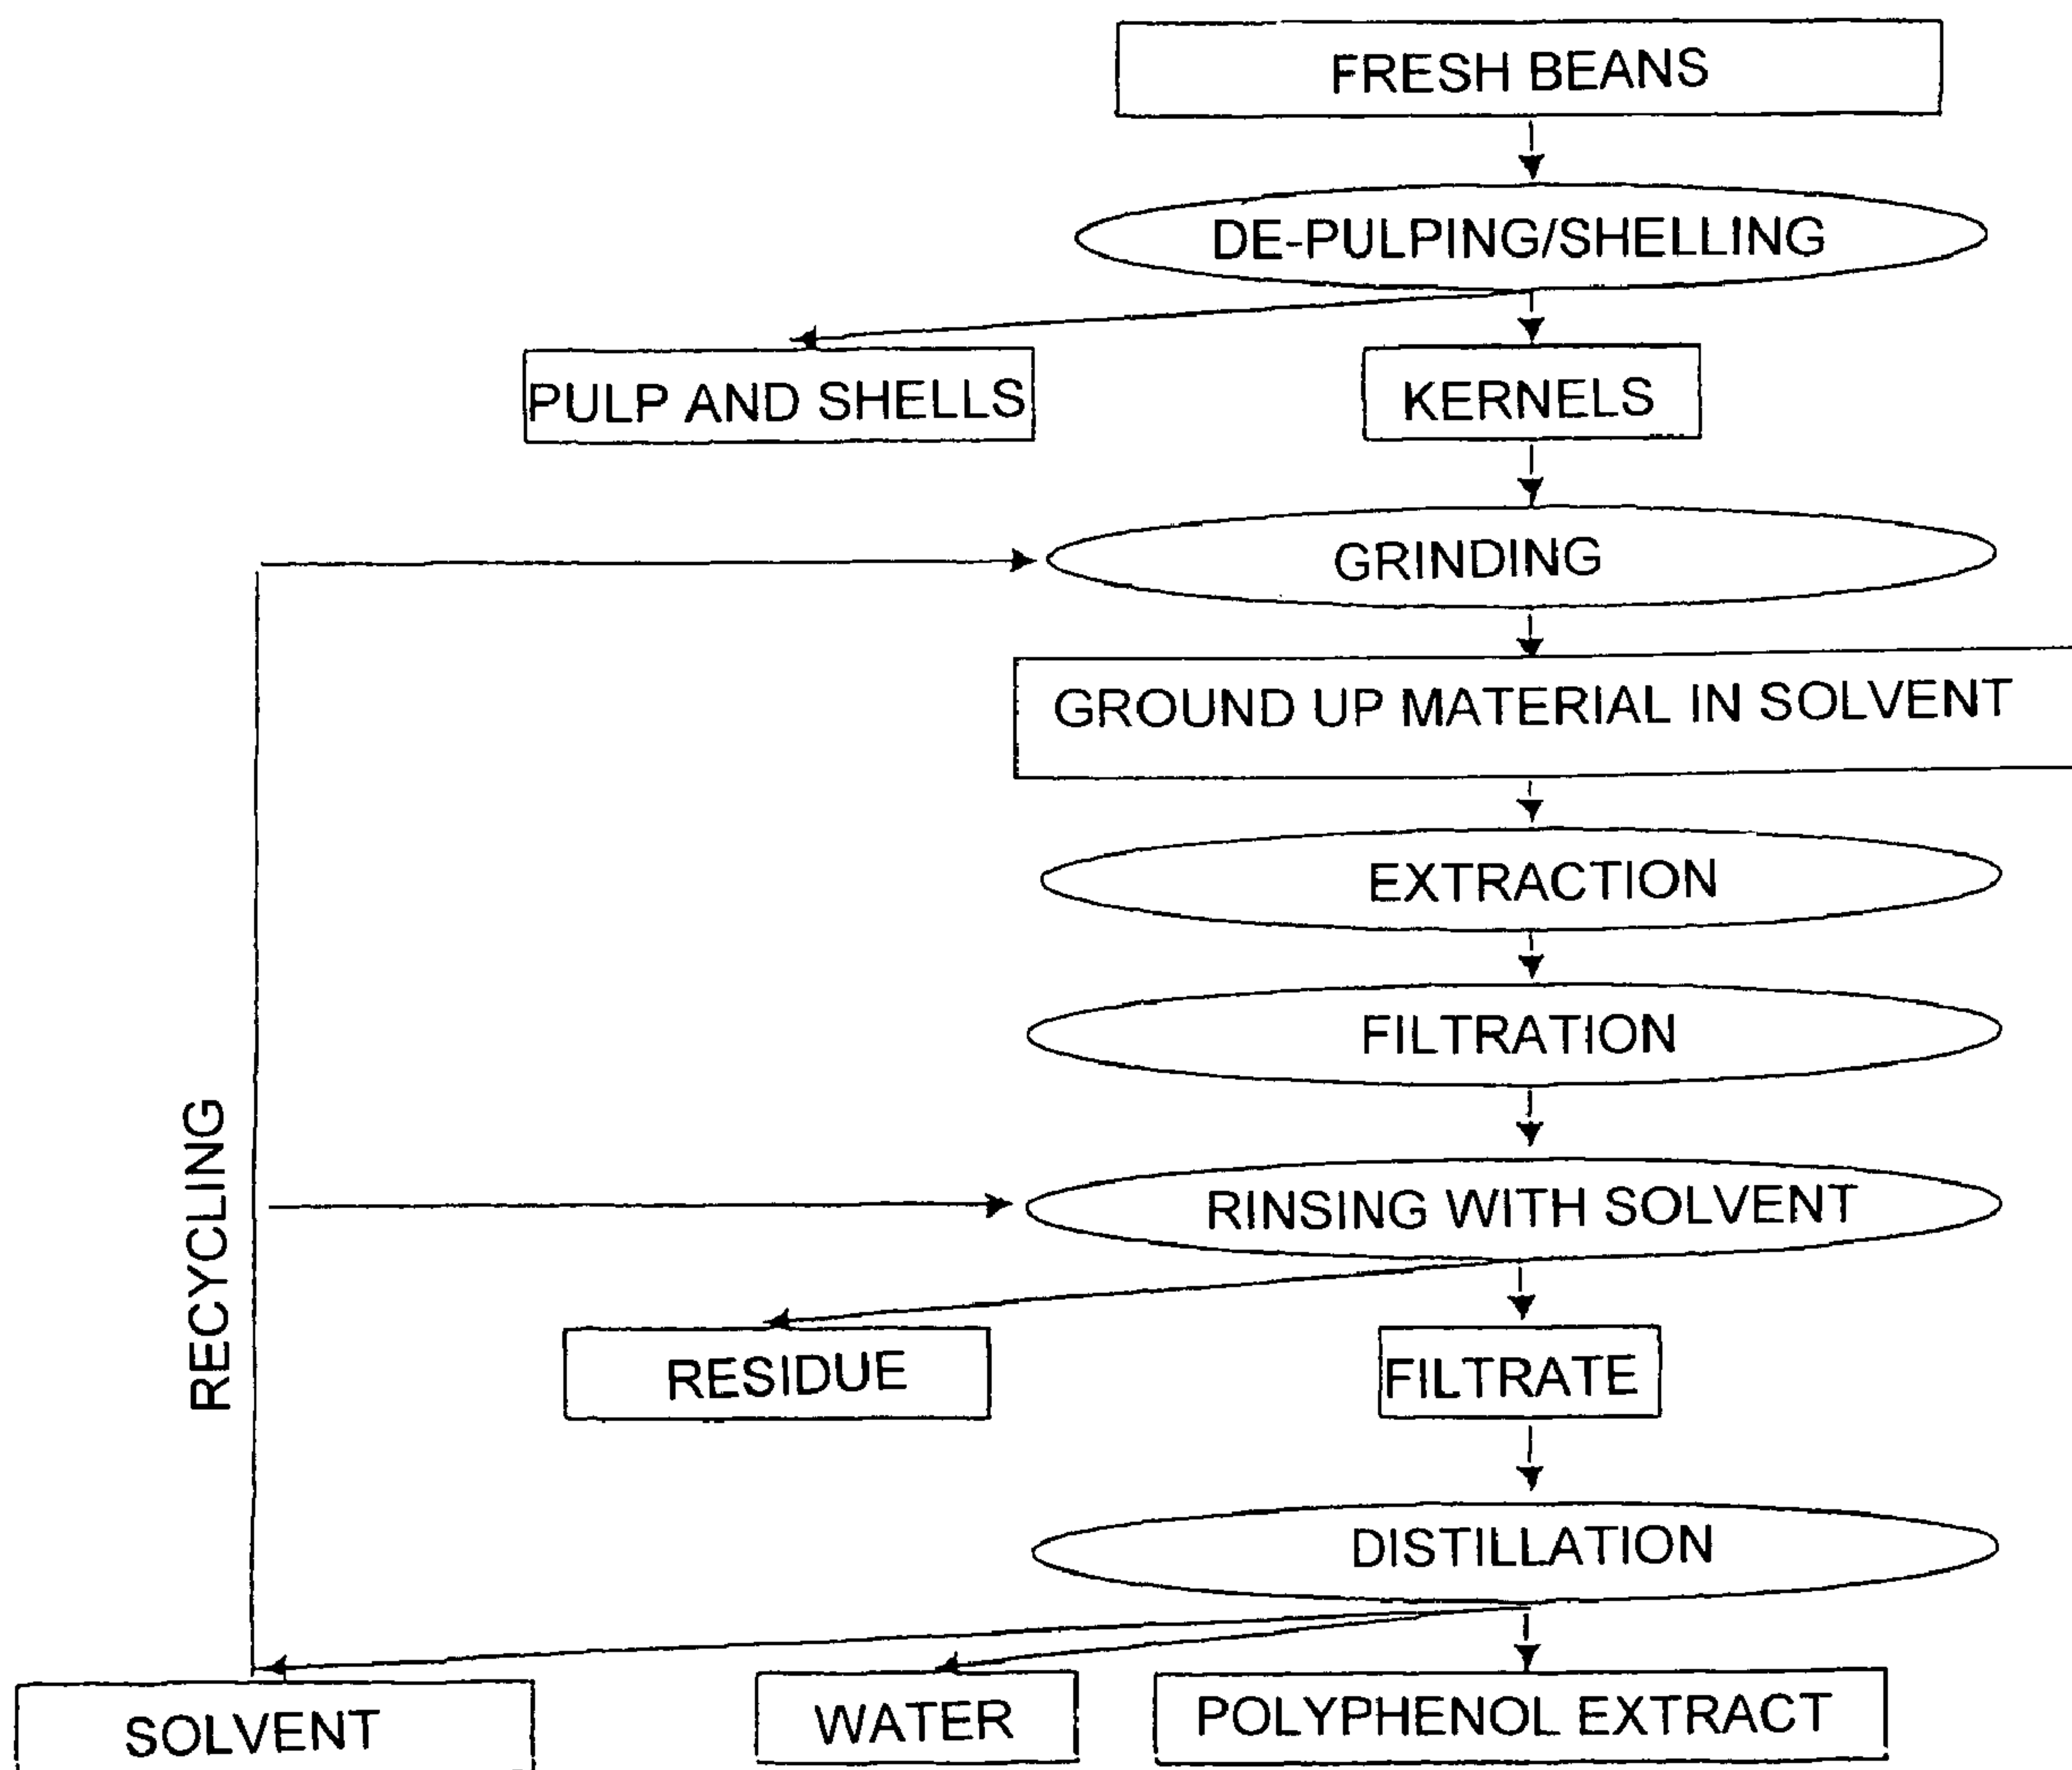 FRESH BEANS
DE-PULPING/SHELLING
PULP AND SHELLS
KERNELS
GRINDING
GROUND UP MATERIAL IN SOLVENT
EXTRACTION
FILTRATION
RECYCLING
RINSING WITH SOLVENT
RESIDUE
FILTRATE
DISTILLATION
SOLVENT
WATER
POLYPHENOL EXTRACT